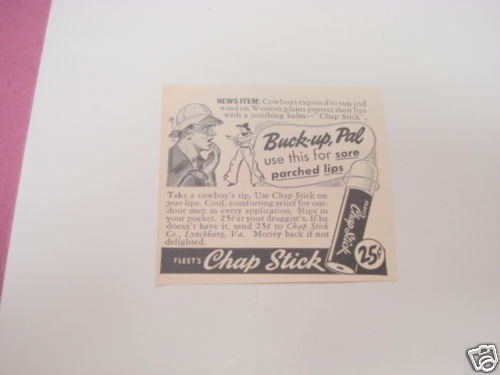 NEWS ITEM: Cowboys exposed to sun and
wind on Western plains protect their lips
with a soothing balm—"Chap Stick".
Buck-up, Pal
use this for sore
parched lips
Take a cowboy's tip. Use Chap Stick on
your lips. Cool, comforting relief for out-
door men in every application. Slips in
your pocket. 25¢ at your druggist's. If he
doesn't have it, send 25¢ to Chap Stick
Co., Lynchburg, Va. Money back if not
delighted.
FLEET'S Chap Stick
FLEET'S
Chap Stick
25¢
ebY